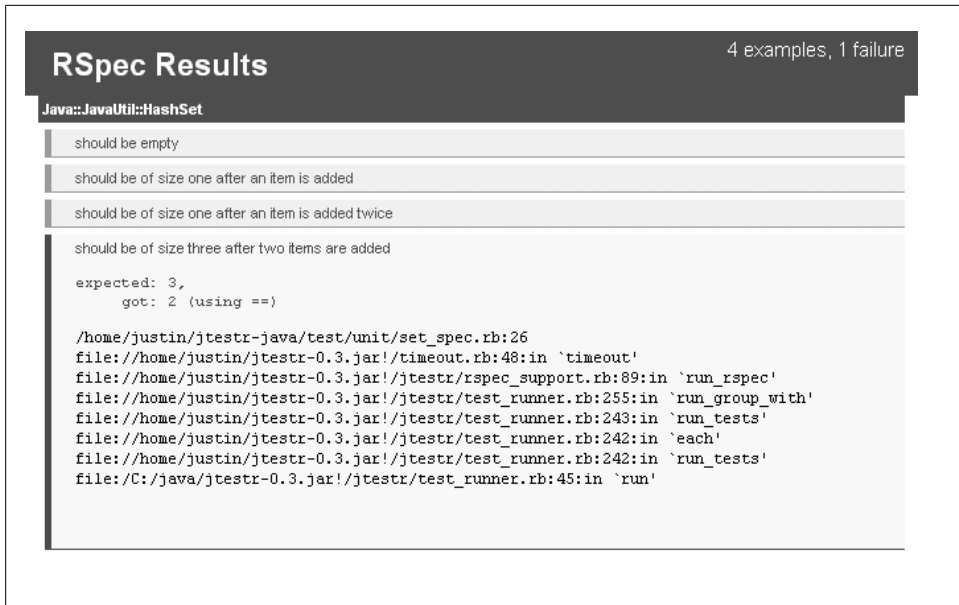 RSpec Results
4 examples, 1 failure
Java::JavaUtil::HashSet
should be empty
should be of size one after an item is added
should be of size one after an item is added twice
should be of size three after two items are added
expected: 3,
got: 2 (using ==)
/home/justin/jtestr-java/test/unit/set_spec.rb:26
file://home/justin/jtestr-0.3.jar!/timeout.rb:48:in `timeout'
file://home/justin/jtestr-0.3.jar!/jtestr/rspec_support.rb:89:in `run_rspec'
file://home/justin/jtestr-0.3.jar!/jtestr/test_runner.rb:255:in `run_group_with'
file://home/justin/jtestr-0.3.jar!/jtestr/test_runner.rb:243:in `run_tests'
file://home/justin/jtestr-0.3.jar!/jtestr/test_runner.rb:242:in `each'
file://home/justin/jtestr-0.3.jar!/jtestr/test_runner.rb:242:in `run_tests'
file:/C:/java/jtestr-0.3.jar!/jtestr/test_runner.rb:45:in `run'